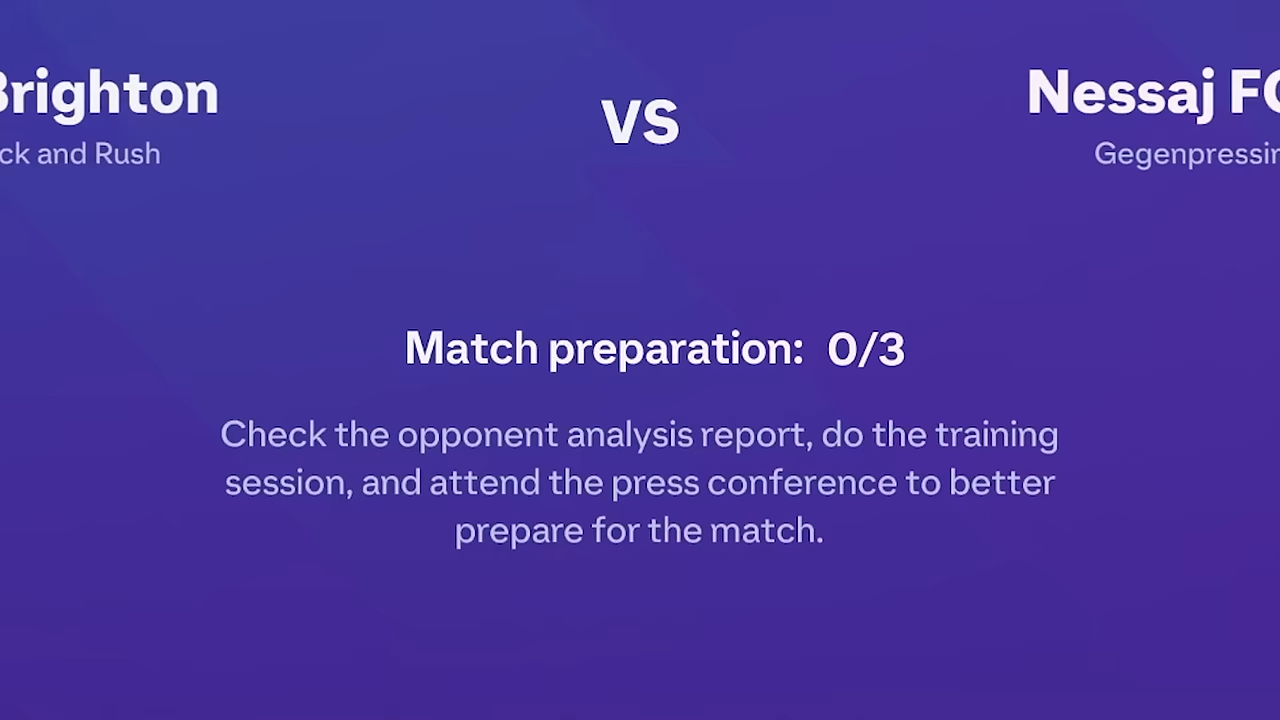 Brighton
VS
Nessaj FC
ck and Rush
Gegenpressin
Match preparation: 0/3
Check the opponent analysis report, do the training
session, and attend the press conference to better
prepare for the match.